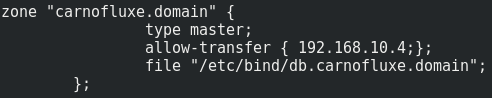 zone "carnofluxe.domain" {
type master;
allow-transfer { 192.168.10.4;};
file "/etc/bind/db.carnofluxe.domain";
};